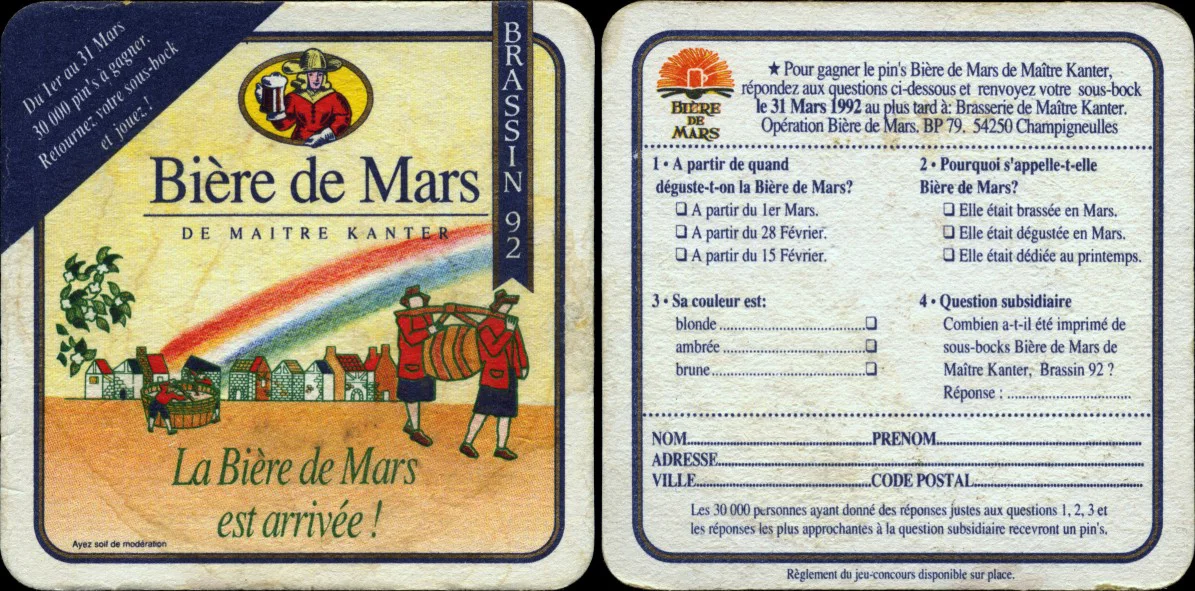 Du 1er au 31 Mars
30 000 pin's à gagner.
Retournez votre sous-bock
et jouez !
BRASSIN 92
Bière de Mars
DE MAITRE KANTER
La Bière de Mars
est arrivée !
Ayez soif de modération
BIÈRE
DE
MARS
★ Pour gagner le pin's Bière de Mars de Maître Kanter,
répondez aux questions ci-dessous et renvoyez votre sous-bock
le 31 Mars 1992 au plus tard à: Brasserie de Maître Kanter.
Opération Bière de Mars. BP 79. 54250 Champigneulles
1 • A partir de quand
déguste-t-on la Bière de Mars?
❏ A partir du 1er Mars.
❏ A partir du 28 Février.
❏ A partir du 15 Février.
2 • Pourquoi s'appelle-t-elle
Bière de Mars?
❏ Elle était brassée en Mars.
❏ Elle était dégustée en Mars.
❏ Elle était dédiée au printemps.
3 • Sa couleur est:
blonde ....................................❏
ambrée ....................................❏
brune ....................................❏
4 • Question subsidiaire
Combien a-t-il été imprimé de
sous-bocks Bière de Mars de
Maître Kanter, Brassin 92 ?
Réponse : ..............................
NOM..............................................PRENOM..................................................
ADRESSE..........................................................................................................
VILLE............................................CODE POSTAL..........................................
Les 30 000 personnes ayant donné des réponses justes aux questions 1, 2, 3 et
les réponses les plus approchantes à la question subsidiaire recevront un pin's.
Règlement du jeu-concours disponible sur place.